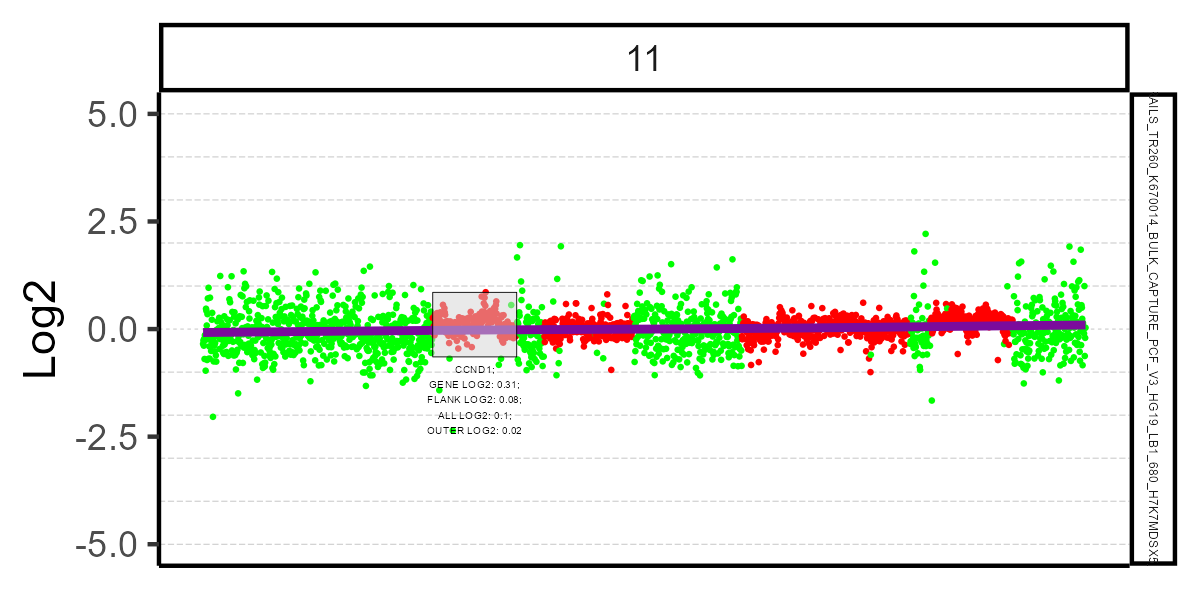 11
Log2
5.0
2.5
0.0
-2.5
-5.0
CCND1;
GENE LOG2: 0.31;
FLANK LOG2: 0.08;
ALL LOG2: 0.1;
OUTER LOG2: 0.02
AILS_TR260_K670014_BULK_CAPTURE_PCF_V3_HG19_LB1_680_H7K7MDSX5